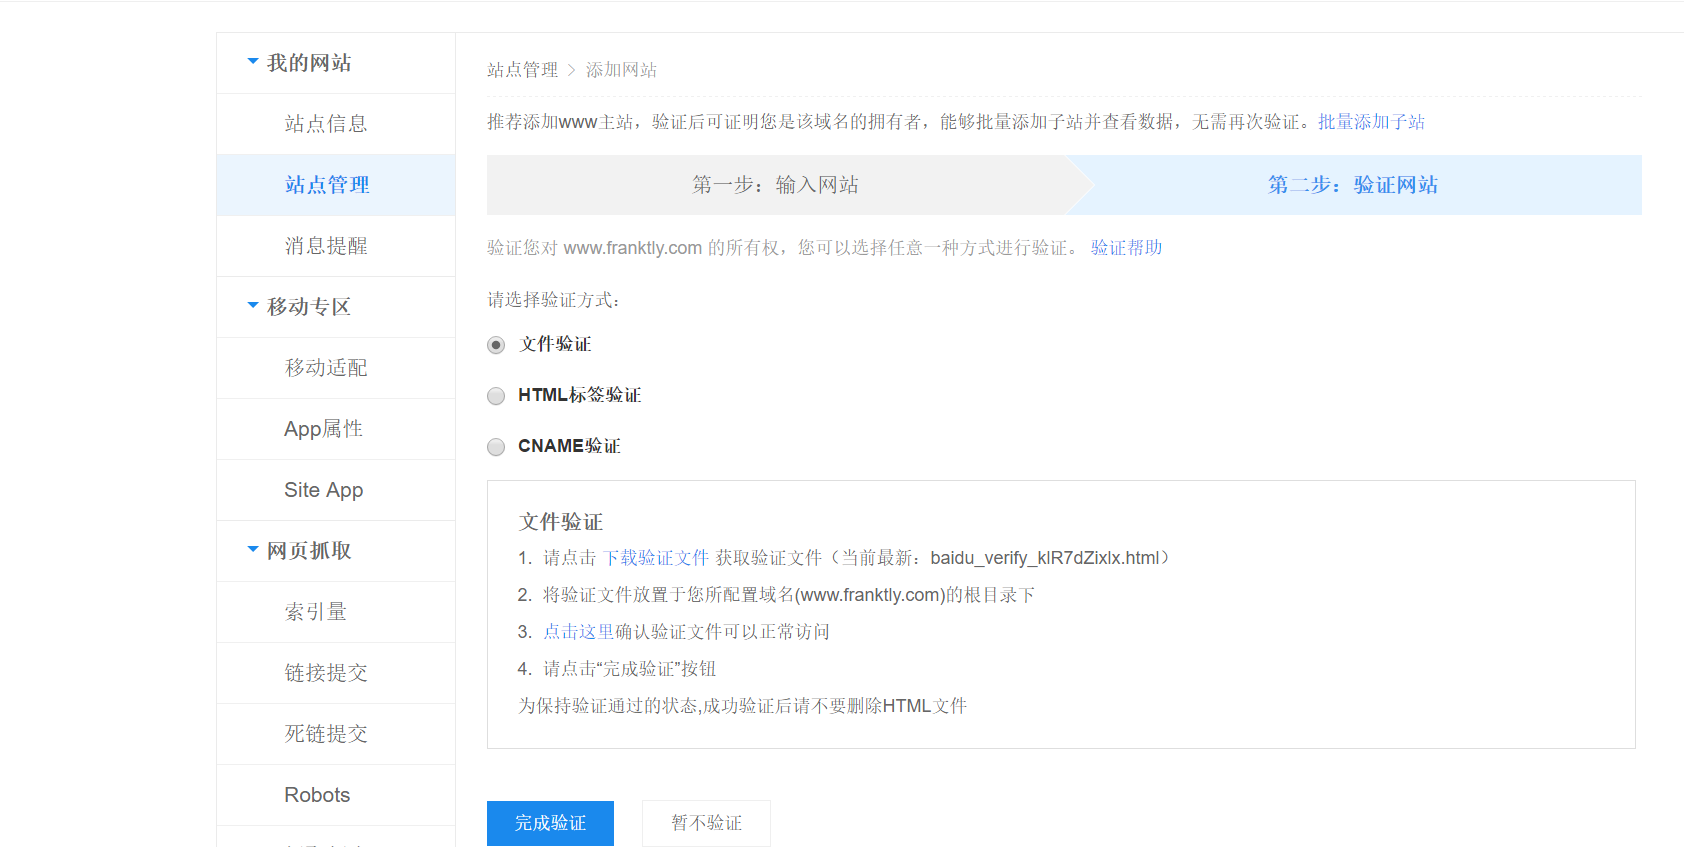 我的网站
站点信息
站点管理
消息提醒
移动专区
移动适配
App属性
Site App
网页抓取
索引量
链接提交
死链提交
Robots
站点管理 > 添加网站
推荐添加www主站，验证后可证明您是该域名的拥有者，能够批量添加子站并查看数据，无需再次验证。批量添加子站
第一步：输入网站
第二步：验证网站
验证您对 www.franktly.com 的所有权，您可以选择任意一种方式进行验证。 验证帮助
请选择验证方式：
文件验证
HTML标签验证
CNAME验证
文件验证
1. 请点击 下载验证文件 获取验证文件（当前最新：baidu_verify_klR7dZixlx.html）
2. 将验证文件放置于您所配置域名(www.franktly.com)的根目录下
3. 点击这里确认验证文件可以正常访问
4. 请点击“完成验证”按钮
为保持验证通过的状态,成功验证后请不要删除HTML文件
完成验证
暂不验证